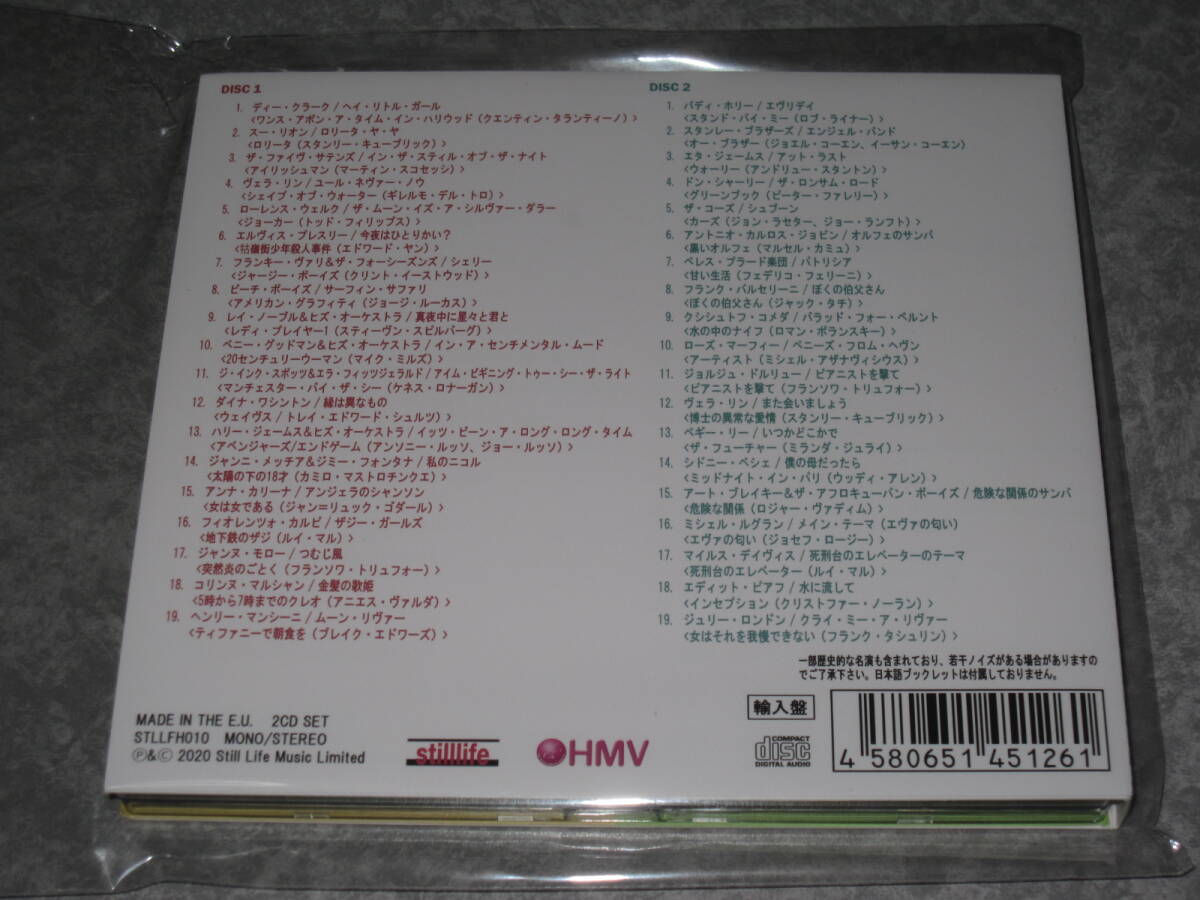 DISC 1
1. ディー・クラーク / ヘイ・リトル・ガール
<ワンス・アポン・ア・タイム・イン・ハリウッド (クエンティン・タランティーノ) >
2. スー・リオン / ロリータ・ヤ・ヤ
<ロリータ (スタンリー・キューブリック) >
3. ザ・ファイヴ・サテンズ / イン・ザ・スティル・オブ・ザ・ナイト
<アイリッシュマン (マーティン・スコセッシ) >
4. ヴェラ・リン / ユール・ネヴァー・ノウ
<シェイプ・オブ・ウォーター (ギレルモ・デル・トロ) >
5. ローレンス・ウェルク / ザ・ムーン・イズ・ア・シルヴァー・ダラー
<ジョーカー (トッド・フィリップス) >
6. エルヴィス・プレスリー / 今夜はひとりかい?
<牯嶺街少年殺人事件 (エドワード・ヤン) >
7. フランキー・ヴァリ&ザ・フォーシーズンズ / シェリー
<ジャージー・ボーイズ (クリント・イーストウッド) >
8. ビーチ・ボーイズ / サーフィン・サファリ
<アメリカン・グラフィティ (ジョージ・ルーカス) >
9. レイ・ノーブル&ヒズ・オーケストラ / 真夜中に星々と君と
<レディ・プレイヤー1 (スティーヴン・スピルバーグ) >
10. ベニー・グッドマン&ヒズ・オーケストラ / イン・ア・センチメンタル・ムード
<20センチュリーウーマン (マイク・ミルズ) >
11. ジ・インク・スポッツ&エラ・フィッツジェラルド / アイム・ビギニング・トゥー・シー・ザ・ライト
<マンチェスター・バイ・ザ・シー (ケネス・ロナーガン) >
12. ダイナ・ワシントン / 縁は異なもの
<ウェイヴス / トレイ・エドワード・シュルツ) >
13. ハリー・ジェームス&ヒズ・オーケストラ / イッツ・ビーン・ア・ロング・ロング・タイム
<アベンジャーズ/エンドゲーム (アンソニー・ルッソ、ジョー・ルッソ) >
14. ジャンニ・メッチア&ジミー・フォンタナ / 私のニコル
<太陽の下の18才 (カミロ・マストロチンクエ) >
15. アンナ・カリーナ / アンジェラのシャンソン
<女は女である (ジャン=リュック・ゴダール) >
16. フィオレンツォ・カルピ / ザジー・ガールズ
<地下鉄のザジ (ルイ・マル) >
17. ジャンヌ・モロー / つむじ風
<突然炎のごとく (フランソワ・トリュフォー) >
18. コリンヌ・マルシャン / 金髪の歌姫
<5時から7時までのクレオ (アニエス・ヴァルダ) >
19. ヘンリー・マンシーニ / ムーン・リヴァー
<ティファニーで朝食を (ブレイク・エドワーズ) >
DISC 2
1. バディ・ホリー / エヴリデイ
<スタンド・バイ・ミー (ロブ・ライナー) >
2. スタンレー・ブラザーズ / エンジェル・バンド
<オー・ブラザー (ジョエル・コーエン、イーサン・コーエン)
3. エタ・ジェームス / アット・ラスト
<ウォーリー (アンドリュー・スタントン) >
4. ドン・シャーリー / ザ・ロンサム・ロード
<グリーンブック (ピーター・ファレリー) >
5. ザ・コーズ / シュブーン
<カーズ (ジョン・ラセター、ジョー・ランフト) >
6. アントニオ・カルロス・ジョビン / オルフェのサンバ
<黒いオルフェ (マルセル・カミュ) >
7. ペレス・プラード楽団 / パトリシア
<甘い生活 (フェデリコ・フェリーニ) >
8. フランク・バルセリーニ / ぼくの伯父さん
<ぼくの伯父さん (ジャック・タチ) >
9. クシシュトフ・コメダ / バラッド・フォー・ベルント
<水の中のナイフ (ロマン・ポランスキー) >
10. ローズ・マーフィー / ペニーズ・フロム・ヘヴン
<アーティスト (ミシェル・アザナヴィシウス) >
11. ジョルジュ・ドルリュー / ピアニストを撃て
<ピアニストを撃て (フランソワ・トリュフォー) >
12. ヴェラ・リン / また会いましょう
<博士の異常な愛情 (スタンリー・キューブリック) >
13. ペギー・リー / いつかどこかで
<ザ・フューチャー (ミランダ・ジュライ) >
14. シドニー・ベシェ / 僕の母だったら
<ミッドナイト・イン・パリ (ウッディ・アレン) >
15. アート・ブレイキー&ザ・アフロキューバン・ボーイズ / 危険な関係のサンバ
<危険な関係 (ロジャー・ヴァディム) >
16. ミシェル・ルグラン / メイン・テーマ (エヴァの匂い)
<エヴァの匂い (ジョセフ・ロージー) >
17. マイルス・デイヴィス / 死刑台のエレベーターのテーマ
<死刑台のエレベーター (ルイ・マル) >
18. エディット・ピアフ / 水に流して
<インセプション (クリストファー・ノーラン) >
19. ジュリー・ロンドン / クライ・ミー・ア・リヴァー
<女はそれを我慢できない (フランク・タシュリン) >
一部歴史的な名演も含まれており、若干ノイズがある場合がありますの
でご了承下さい。日本語ブックレットは付属しておりません。
MADE IN THE E.U. 2CD SET
STLLFH010 MONO/STEREO
℗&© 2020 Still Life Music Limited
stilllife
HMV
輸入盤
COMPACT
disc
DIGITAL AUDIO
4 580651 451261